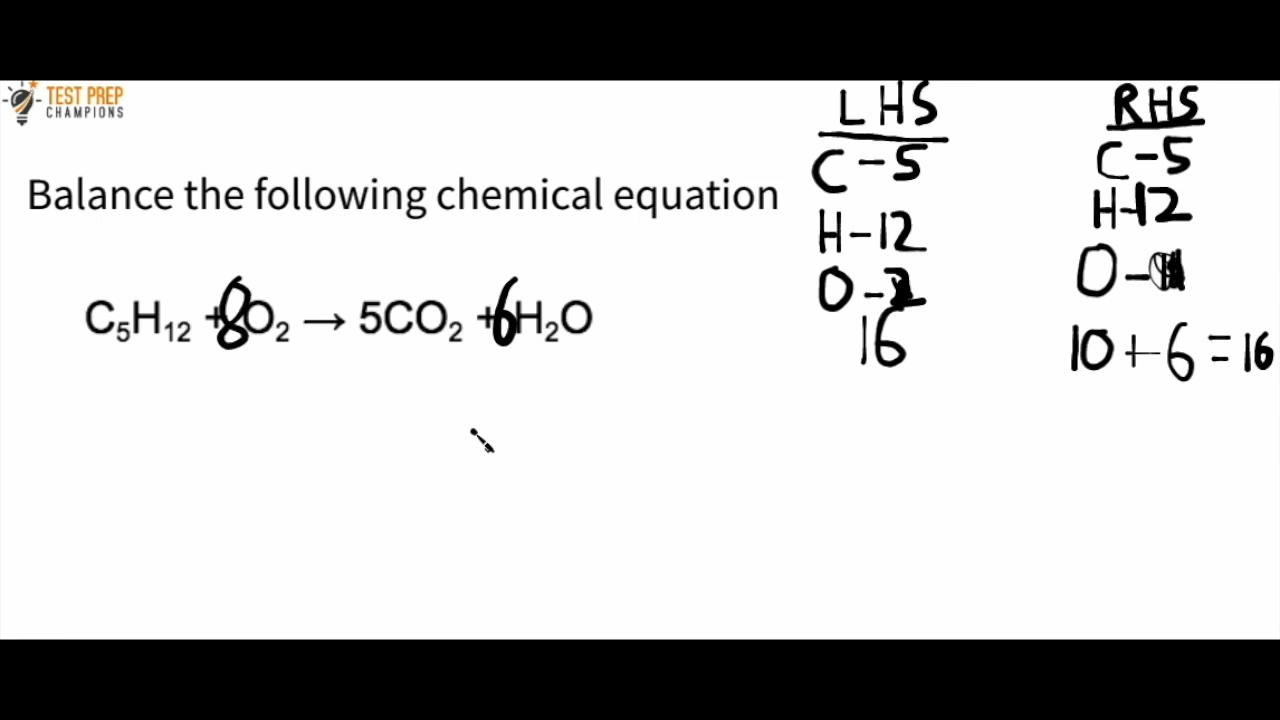 TEST PREP
CHAMPIONS
Balance the following chemical equation
C₅H₁₂ + 8O₂ → 5CO₂ + 6H₂O
LHS
C-5
H-12
O-2
16
RHS
C-5
H-12
O-
10+6=16